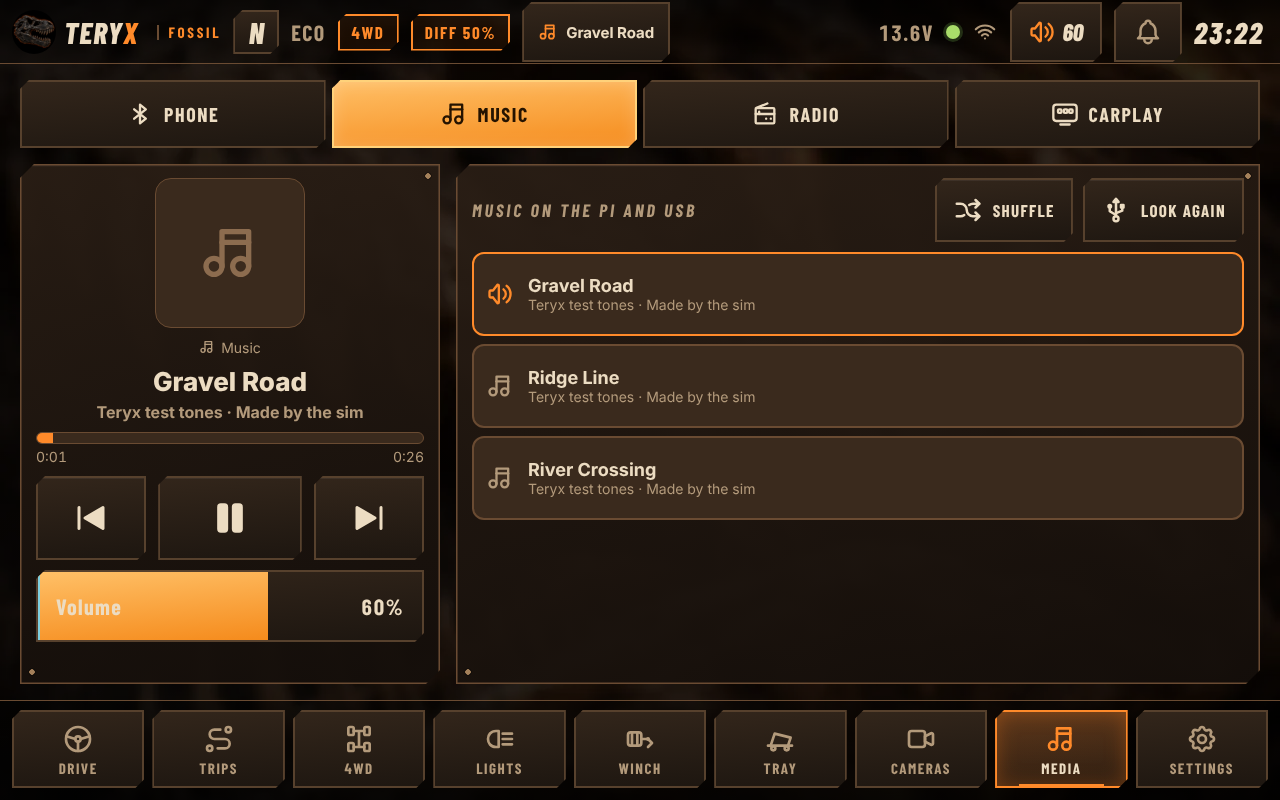 TERYX
FOSSIL
N
ECO
4WD
DIFF 50%
Gravel Road
13.6V
60
23:22
PHONE
MUSIC
RADIO
CARPLAY
Music
Gravel Road
Teryx test tones · Made by the sim
0:01
0:26
Volume
60%
MUSIC ON THE PI AND USB
SHUFFLE
LOOK AGAIN
Gravel Road
Teryx test tones · Made by the sim
Ridge Line
Teryx test tones · Made by the sim
River Crossing
Teryx test tones · Made by the sim
DRIVE
TRIPS
4WD
LIGHTS
WINCH
TRAY
CAMERAS
MEDIA
SETTINGS